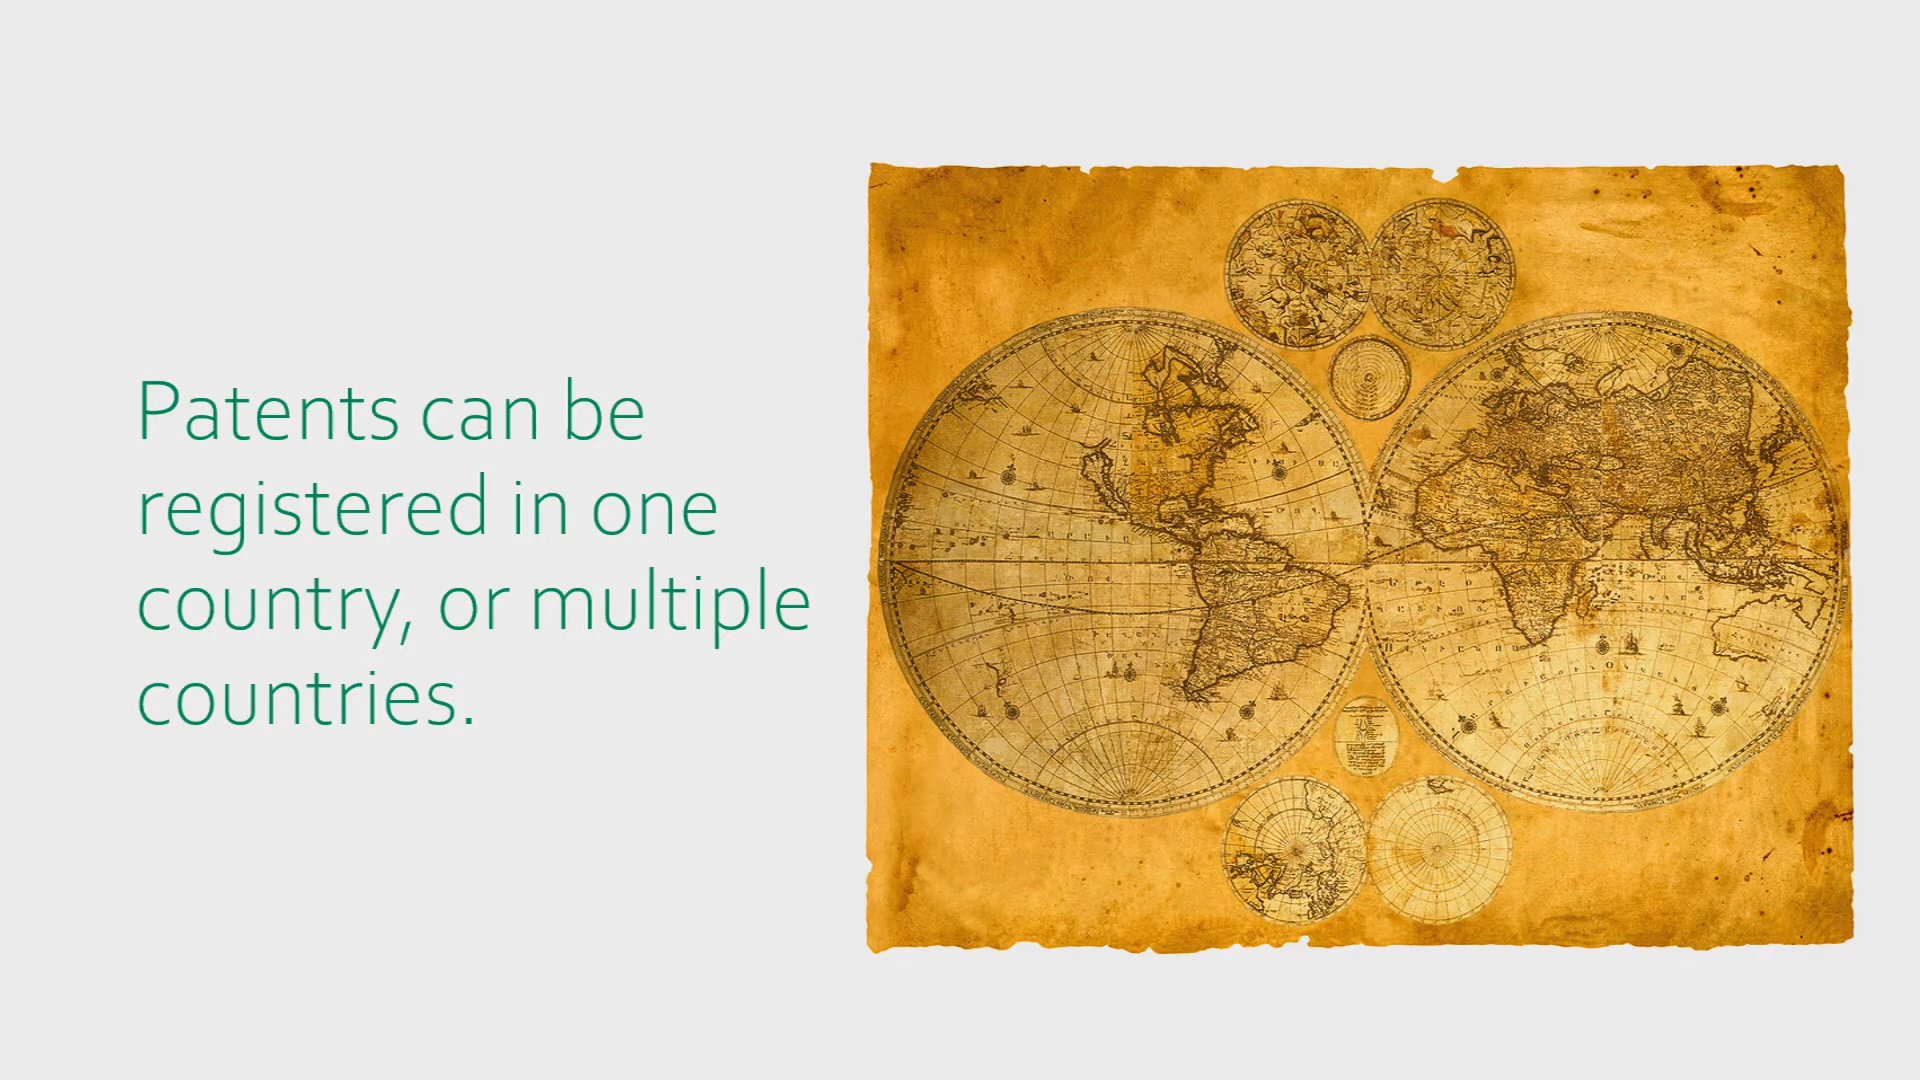 Patents can be
registered in one
country, or multiple
countries.